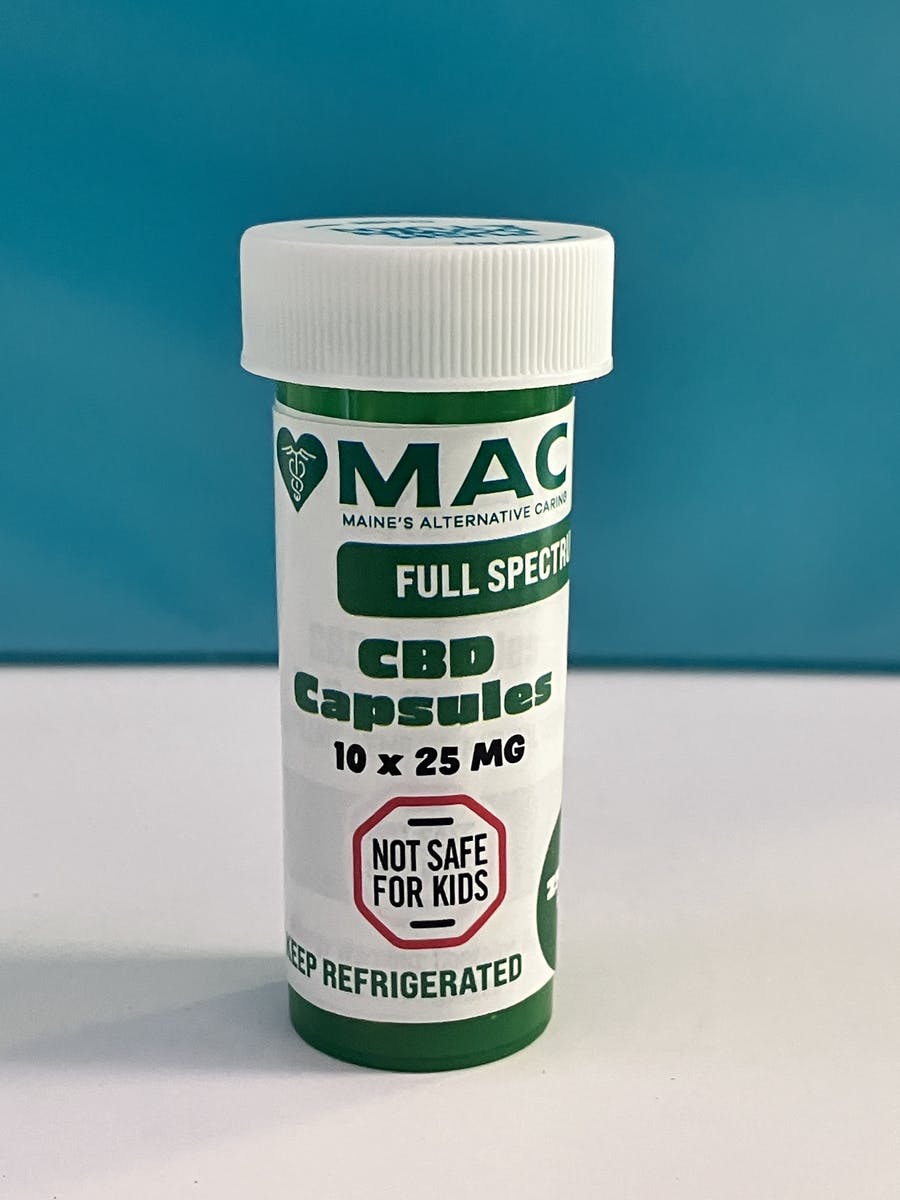 MAC
MAINE'S ALTERNATIVE CARING
FULL SPECTRU
CBD
Capsules
10 x 25 MG
NOT SAFE
FOR KIDS
KEEP REFRIGERATED